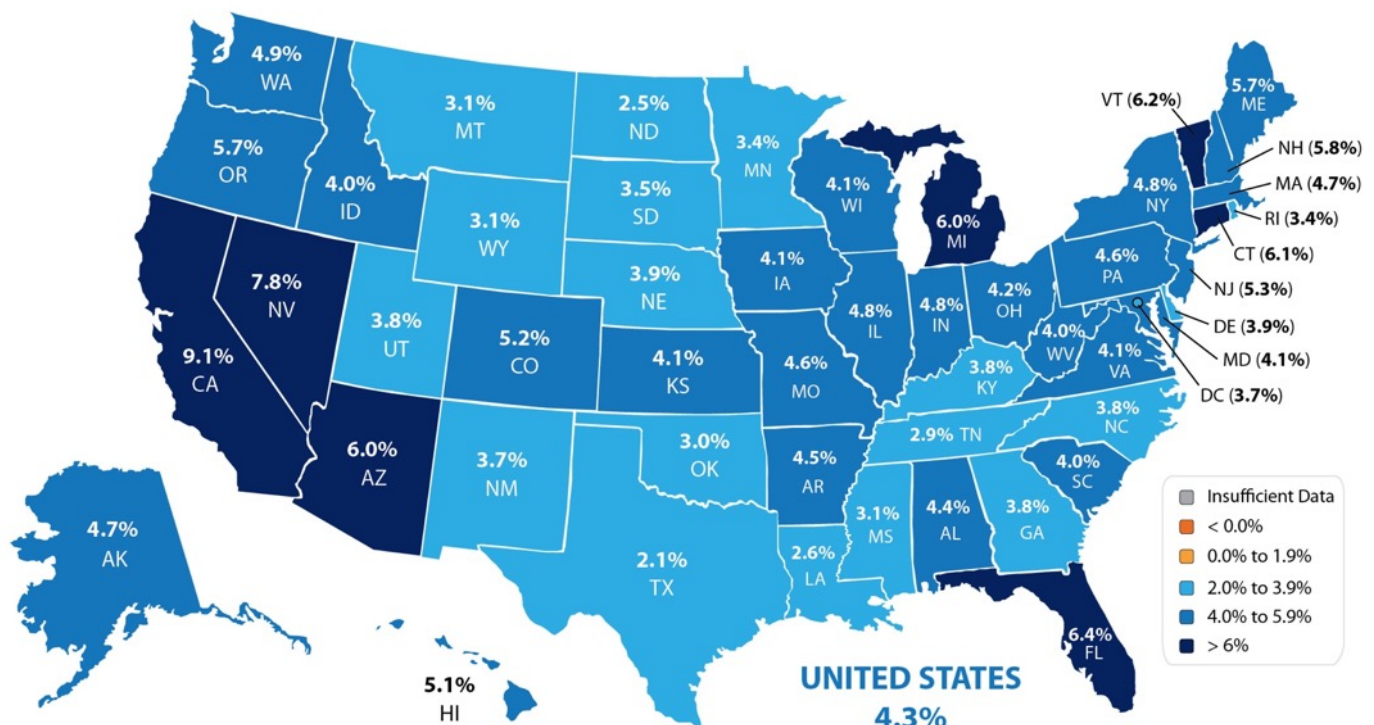 4.9%
WA
5.7%
OR
4.0%
ID
3.1%
MT
2.5%
ND
3.4%
MN
3.5%
SD
3.1%
WY
4.1%
WI
6.0%
MI
VT (6.2%)
5.7%
ME
NH (5.8%)
MA (4.7%)
RI (3.4%)
CT (6.1%)
NJ (5.3%)
DE (3.9%)
MD (4.1%)
DC (3.7%)
4.8%
NY
4.6%
PA
7.8%
NV
9.1%
CA
3.8%
UT
5.2%
CO
3.9%
NE
4.1%
IA
4.8%
IL
4.8%
IN
4.2%
OH
4.0%
WV
4.1%
VA
4.1%
KS
4.6%
MO
3.8%
KY
3.8%
NC
2.9% TN
6.0%
AZ
3.7%
NM
3.0%
OK
4.5%
AR
4.0%
SC
3.1%
MS
4.4%
AL
3.8%
GA
2.6%
LA
2.1%
TX
6.4%
FL
4.7%
AK
5.1%
HI
Insufficient Data
< 0.0%
0.0% to 1.9%
2.0% to 3.9%
4.0% to 5.9%
> 6%
UNITED STATES
4.3%